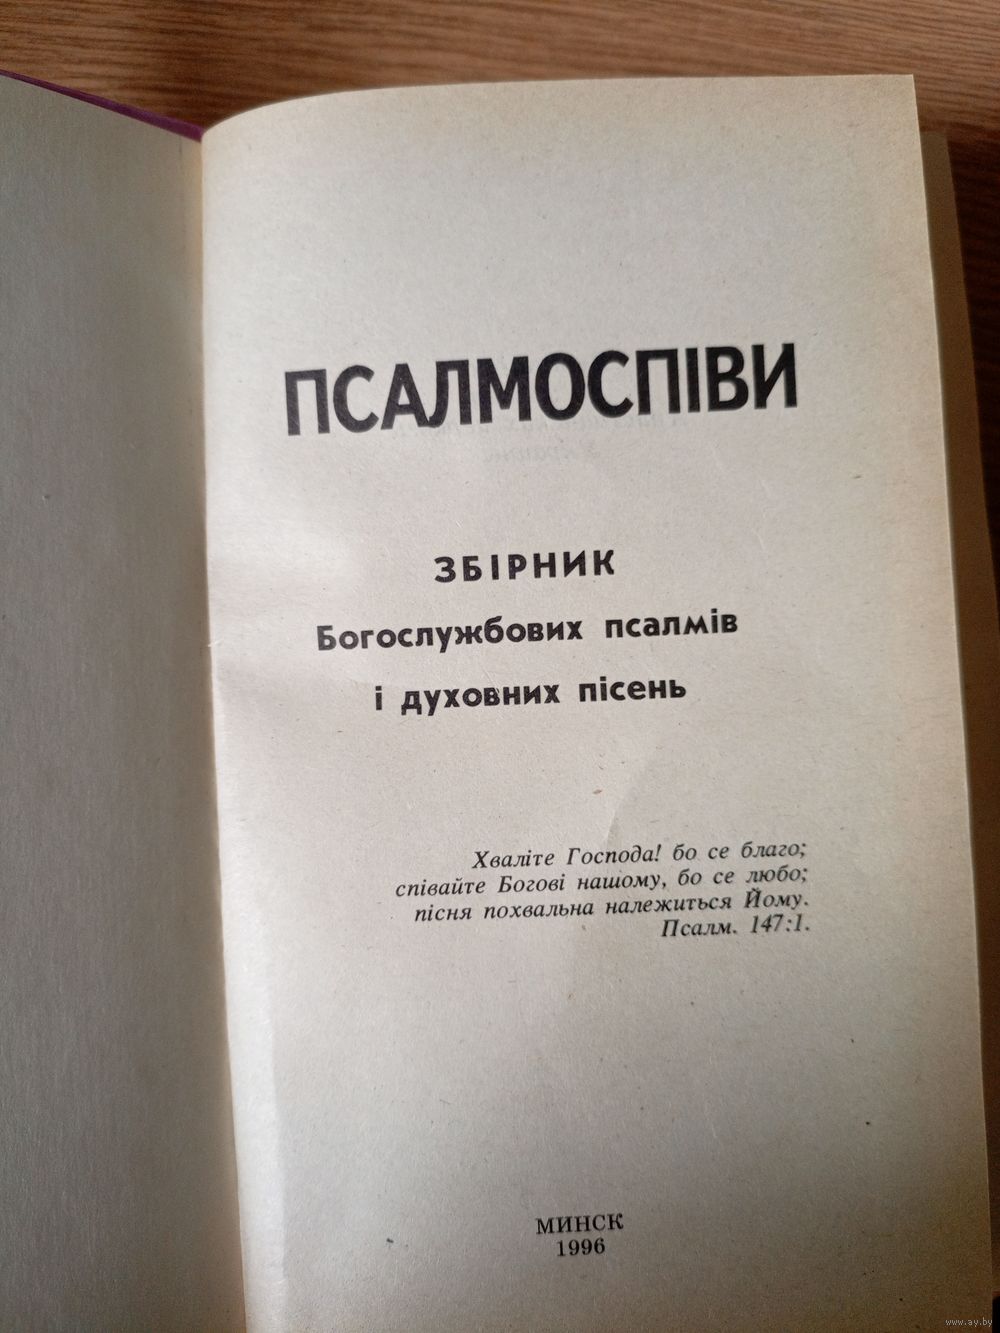 ПСАЛМОСПІВИ
ЗБІРНИК
Богослужбових псалмів
і духовних пісень
Хваліте Господа! бо се благо;
співайте Богові нашому, бо се любо;
пісня похвальна належиться Йому.
Псалм. 147:1.
МИНСК
1996
www.ay.by